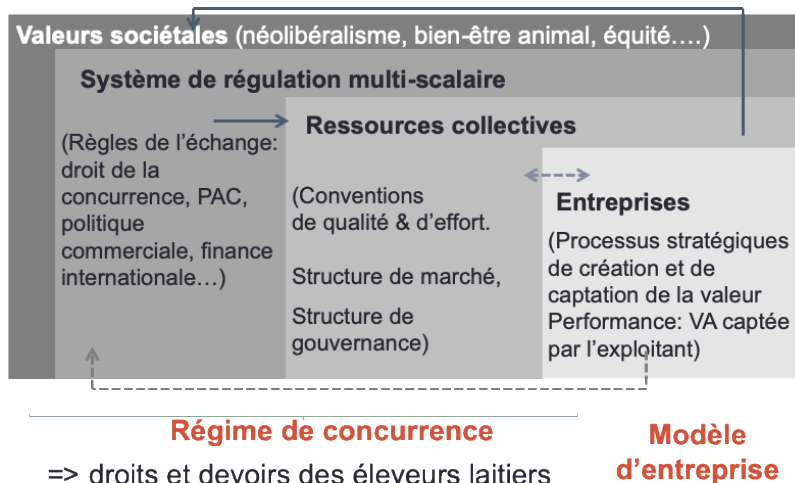 Valeurs sociétales (néolibéralisme, bien-être animal, équité….)
Système de régulation multi-scalaire
(Règles de l'échange:
droit de la
concurrence, PAC,
politique
commerciale, finance
internationale…)
Ressources collectives
(Conventions
de qualité & d'effort.
Structure de marché,
Structure de
gouvernance)
Entreprises
(Processus stratégiques
de création et de
captation de la valeur
Performance: VA captée
par l'exploitant)
Régime de concurrence
=> droits et devoirs des éleveurs laitiers
Modèle
d'entreprise